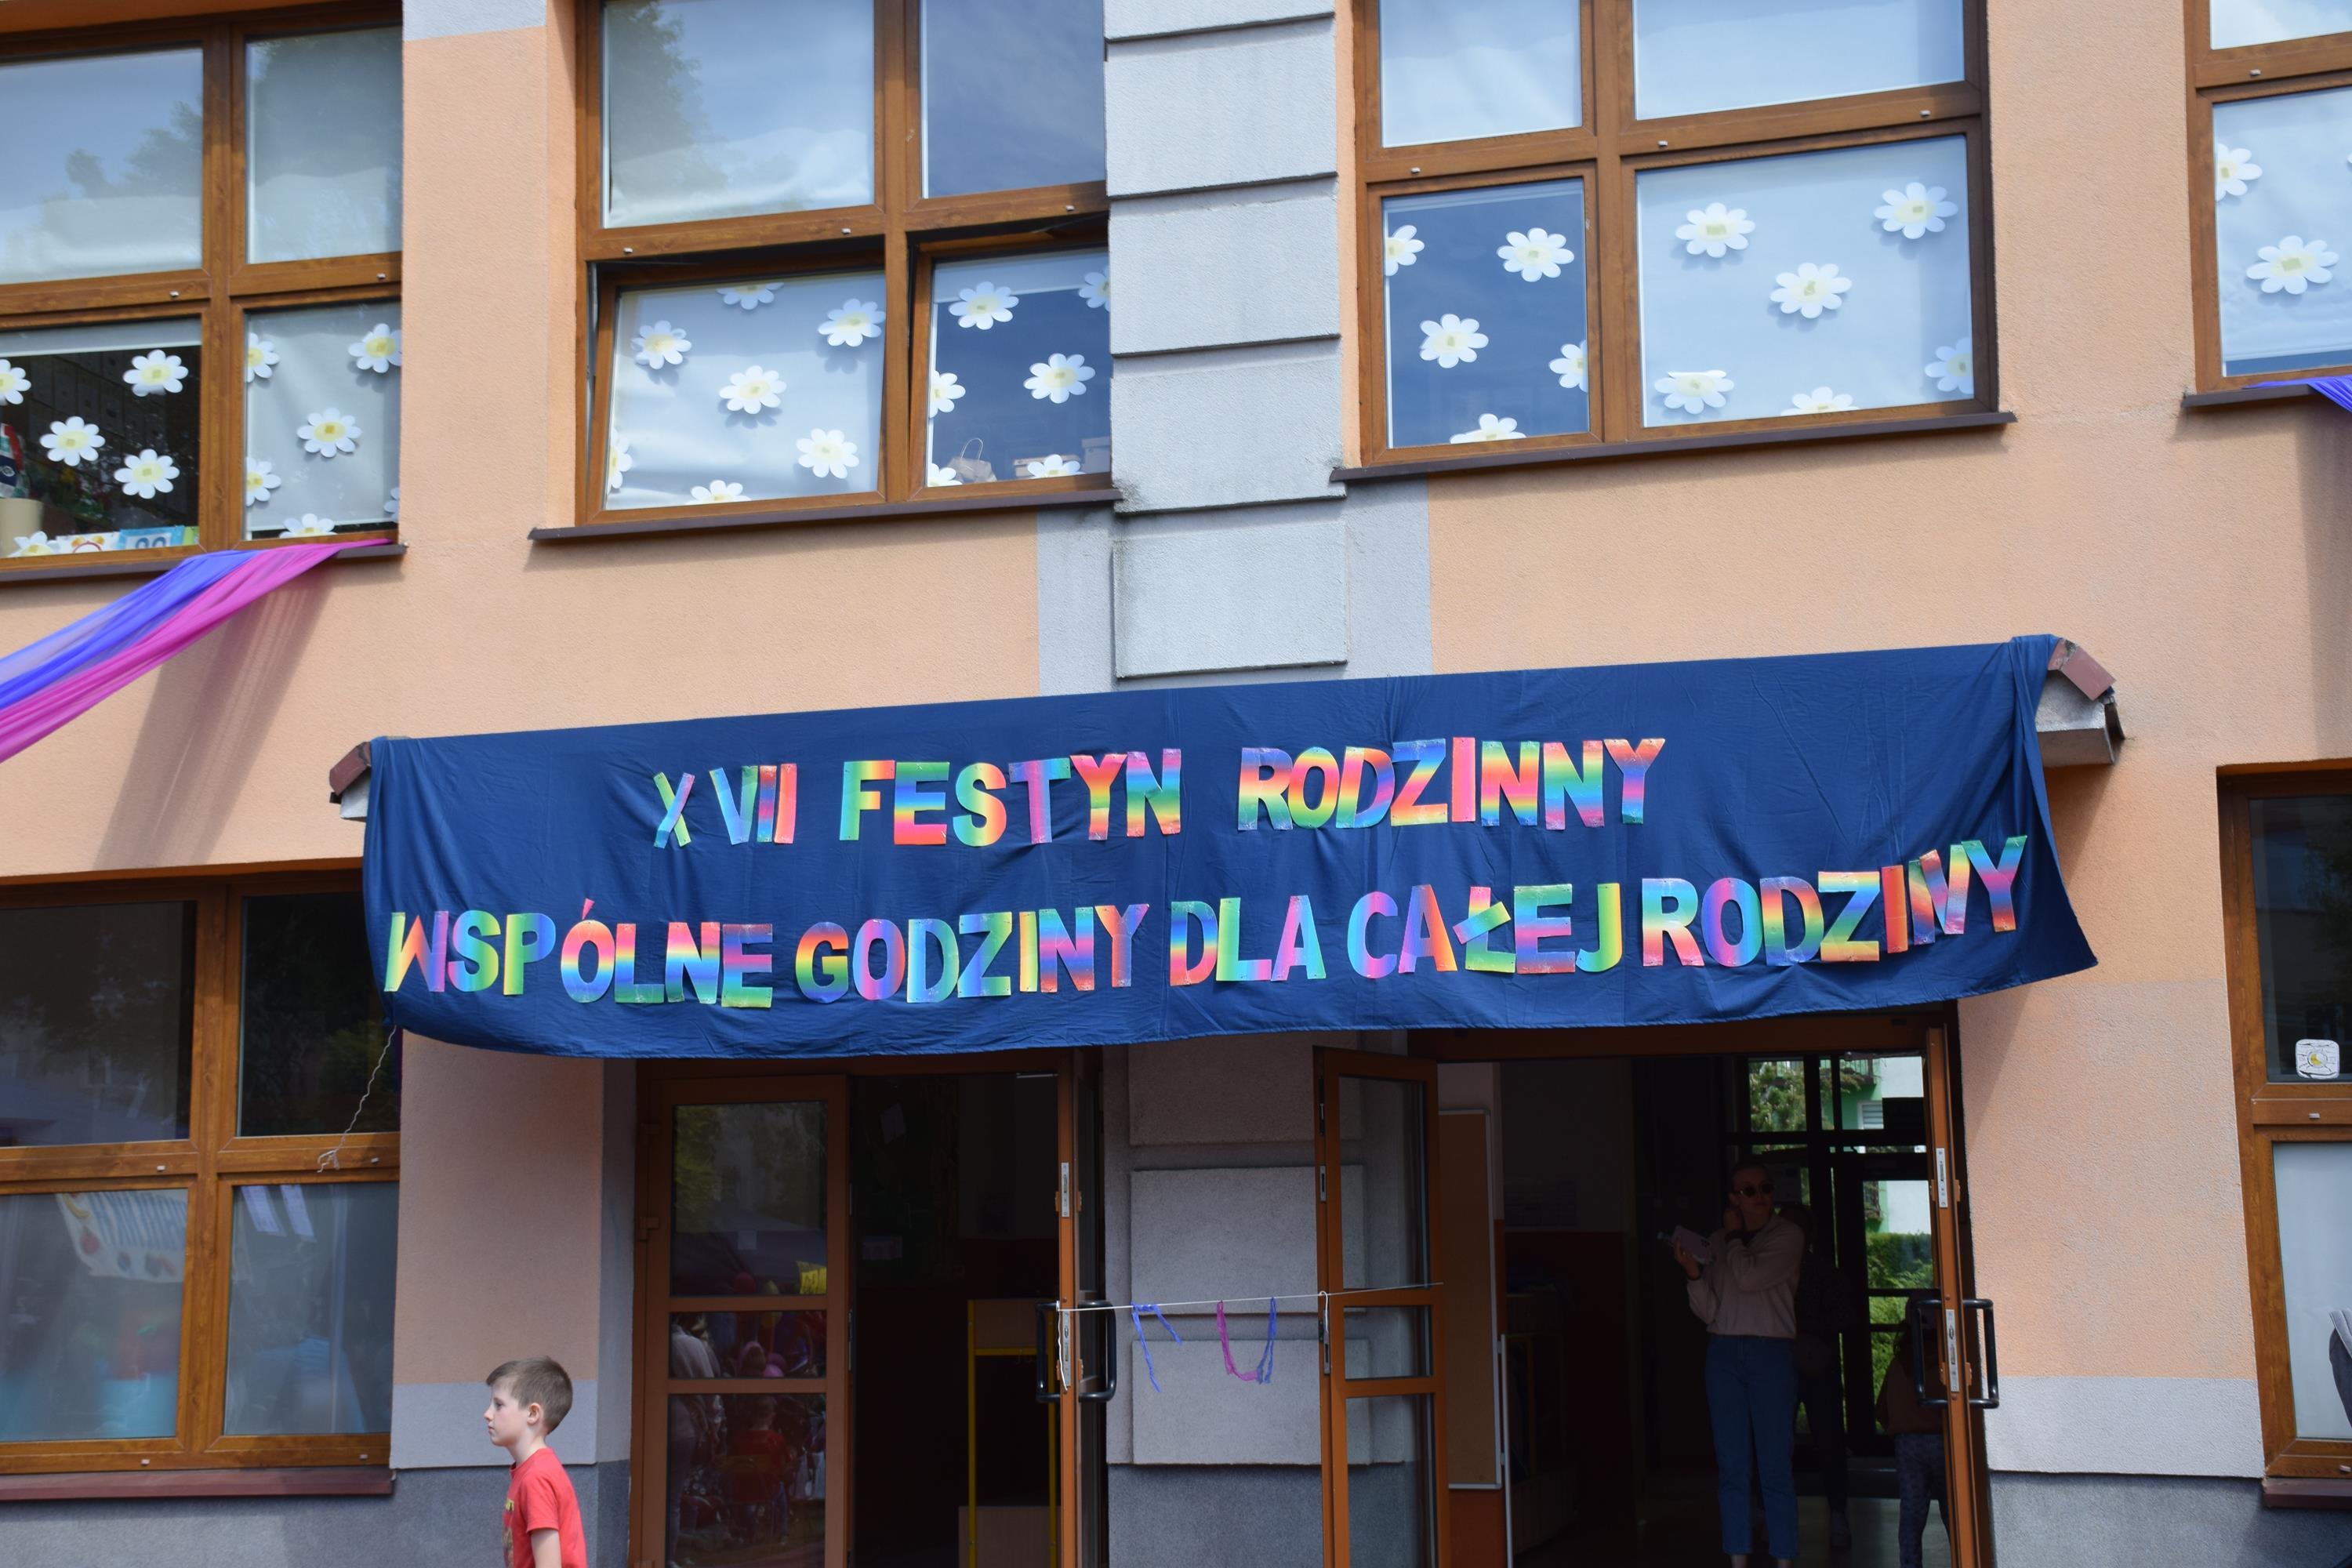 XVII FESTYN RODZINNY
WSPÓLNE GODZINY DLA CAŁEJ RODZINY